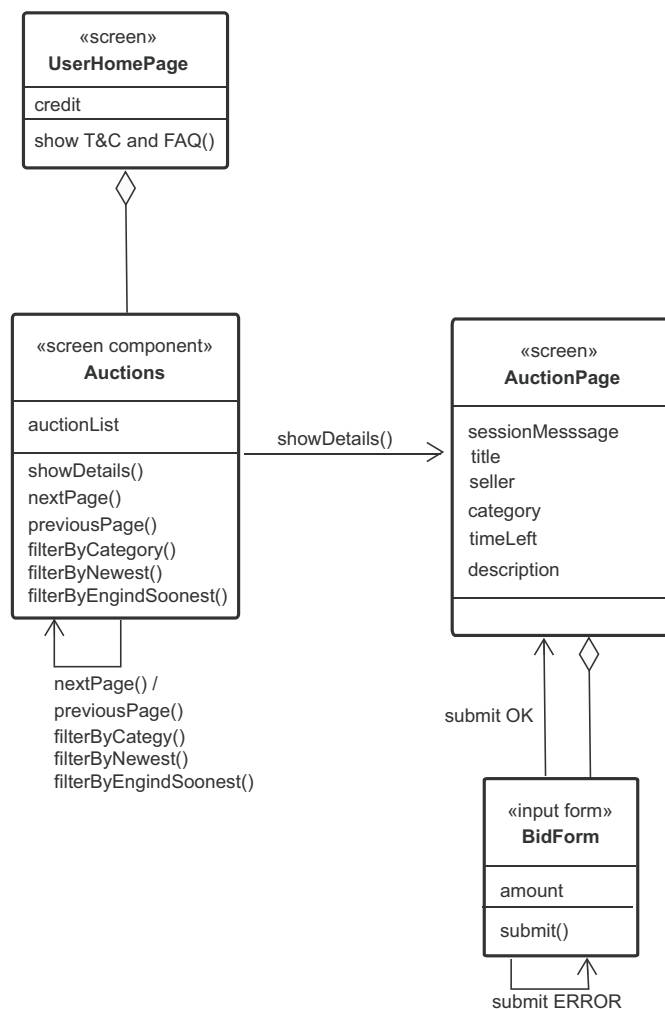 «screen»
UserHomePage
credit
show T&C and FAQ()
«screen component»
Auctions
auctionList
showDetails()
nextPage()
previousPage()
filterByCategory()
filterByNewest()
filterByEngindSoonest()
nextPage() /
previousPage()
filterByCategy()
filterByNewest()
filterByEngindSoonest()
showDetails()
«screen»
AuctionPage
sessionMesssage
title
seller
category
timeLeft
description
submit OK
«input form»
BidForm
amount
submit()
submit ERROR